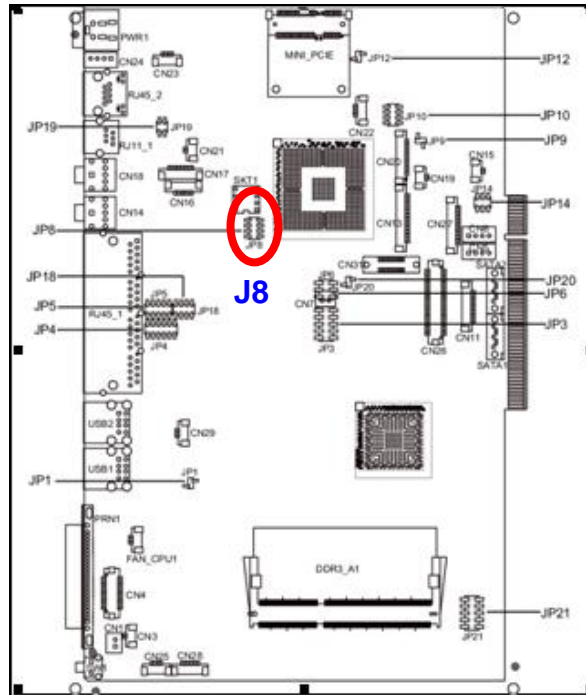 PWR1
CN24
CN23
MINI_PCIE
JP12
JP12
RJ45_2
JP19
JP19
RJ11_1
CN21
CN22
JP10
JP10
JP9
JP9
CN18
CN17
CN16
SKT1
CN20
CN19
CN15
JP14
JP14
CN14
JP8
JP8
CN13
CN27
J8
CN31
SATA2
JP18
JP5
JP5
JP18
RJ45_1
JP4
JP4
JP6
CN7
JP20
JP20
JP6
JP3
JP3
CN26
CN11
SATA1
USB2
CN29
USB1
JP1
JP1
PRN1
FAN_CPU1
CN4
DDR3_A1
CN3
CN25
CN28
JP21
JP21